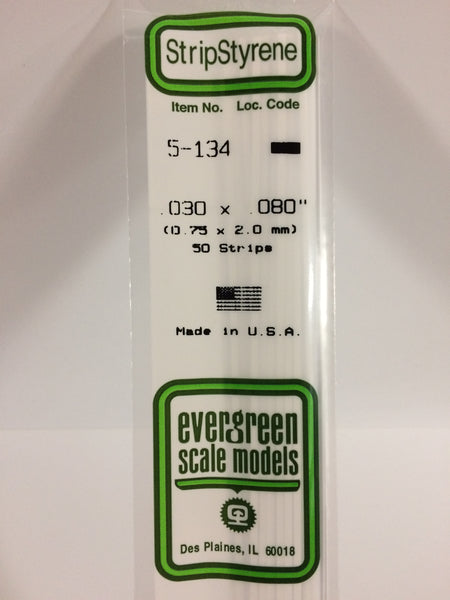 StripStyrene
Item No. Loc. Code
5-134
.030 x .080"
(0.75 x 2.0 mm)
50 Strips
Made in U.S.A.
evergreen
scale models
Des Plaines, IL 60018